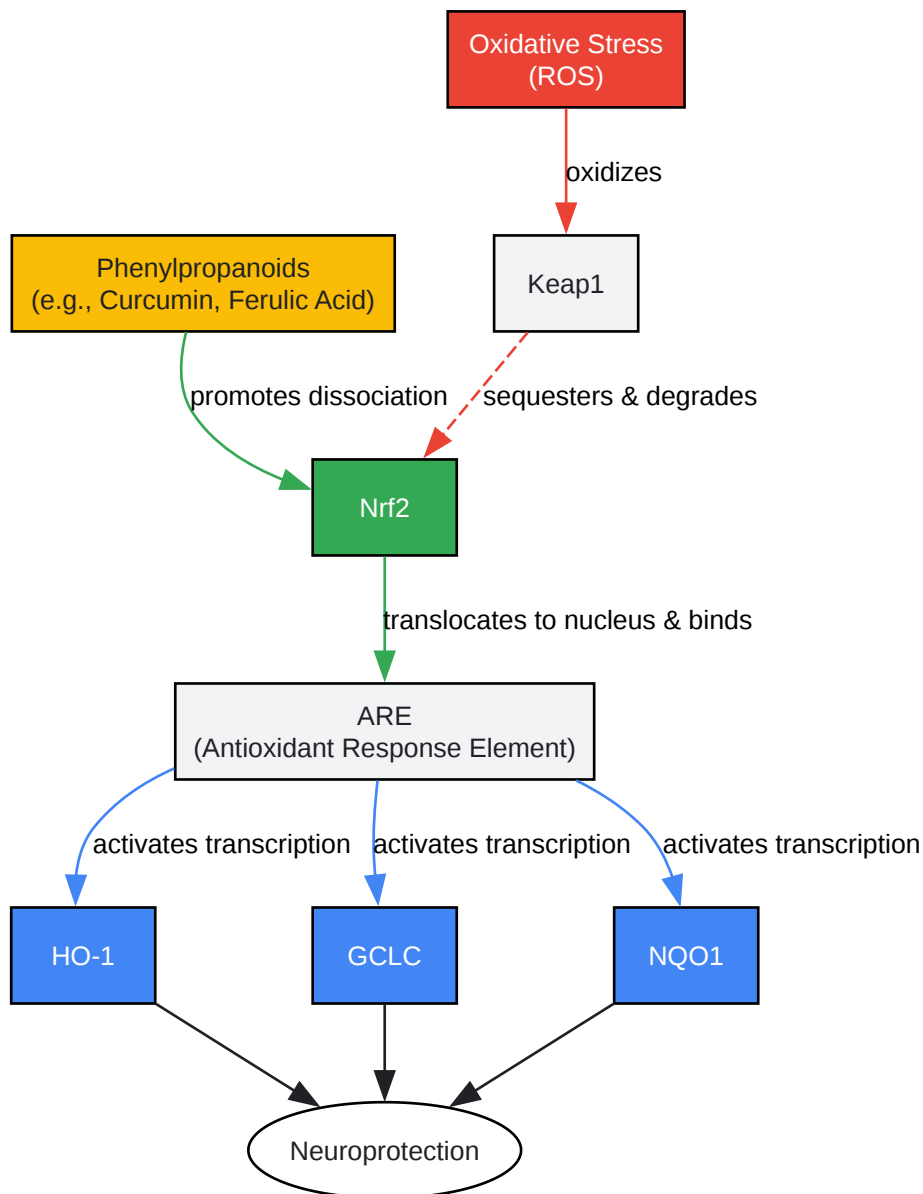 Oxidative Stress
(ROS)
oxidizes
Phenylpropanoids
(e.g., Curcumin, Ferulic Acid)
Keap1
promotes dissociation
sequesters & degrades
Nrf2
translocates to nucleus & binds
ARE
(Antioxidant Response Element)
activates transcription
activates transcription
activates transcription
HO-1
GCLC
NQO1
Neuroprotection